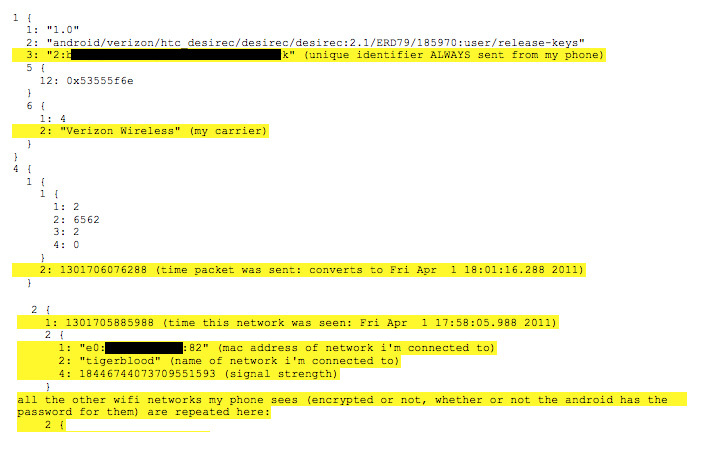 1 {
1: "1.0"
2: "android/verizon/htc_desirec/desirec/desirec:2.1/ERD79/185970:user/release-keys"
3: "2:b k" (unique identifier ALWAYS sent from my phone)
5 {
12: 0x53555f6e
}
6 {
1: 4
2: "Verizon Wireless" (my carrier)
}
}
4 {
1 {
1 {
1: 2
2: 6562
3: 2
4: 0
}
2: 1301706076288 (time packet was sent: converts to Fri Apr 1 18:01:16.288 2011)
}
2 {
1: 1301705885988 (time this network was seen: Fri Apr 1 17:58:05.988 2011)
2 {
1: "e0: :82" (mac address of network i'm connected to)
2: "tigerblood" (name of network i'm connected to)
4: 18446744073709551593 (signal strength)
}
all the other wifi networks my phone sees (encrypted or not, whether or not the android has the
password for them) are repeated here:
2 {